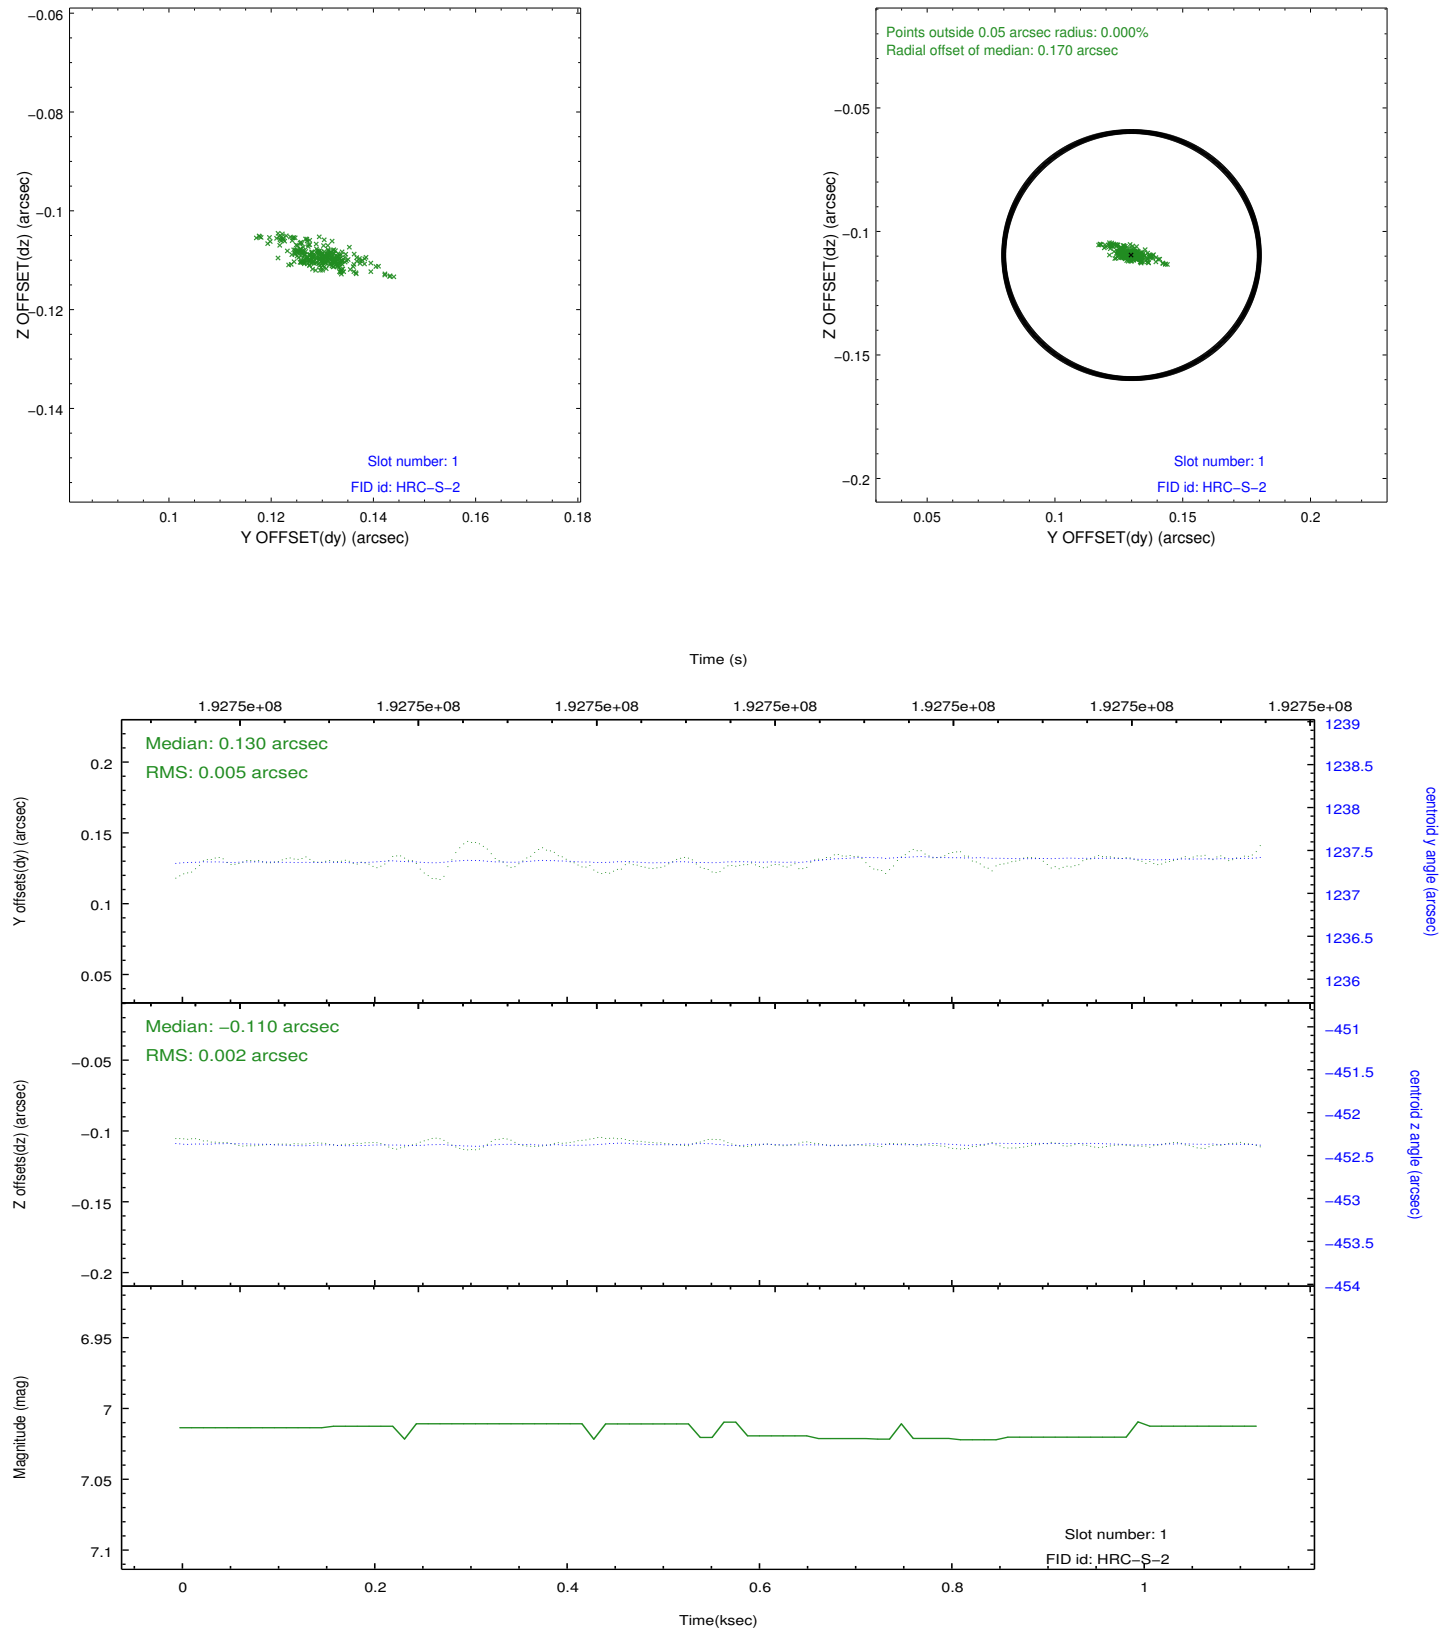 −0.06
−0.08
−0.1
−0.12
−0.14
Z OFFSET(dz) (arcsec)
Slot number: 1
FID id: HRC−S−2
0.1 0.12 0.14 0.16 0.18
Y OFFSET(dy) (arcsec)
Points outside 0.05 arcsec radius: 0.000%
Radial offset of median: 0.170 arcsec
−0.05
−0.1
−0.15
−0.2
Z OFFSET(dz) (arcsec)
Slot number: 1
FID id: HRC−S−2
0.05 0.1 0.15 0.2
Y OFFSET(dy) (arcsec)
Time (s)
1.9275e+08 1.9275e+08 1.9275e+08 1.9275e+08 1.9275e+08 1.9275e+08 1.9275e+08
Median: 0.130 arcsec
RMS: 0.005 arcsec
0.2
0.15
0.1
0.05
Y offsets(dy) (arcsec)
1239
1238.5
1238
1237.5
1237
1236.5
1236
centroid y angle (arcsec)
Median: −0.110 arcsec
RMS: 0.002 arcsec
−0.05
−0.1
−0.15
−0.2
Z offsets(dz) (arcsec)
−451
−451.5
−452
−452.5
−453
−453.5
−454
centroid z angle (arcsec)
6.95
7
7.05
7.1
Magnitude (mag)
Slot number: 1
FID id: HRC−S−2
0 0.2 0.4 0.6 0.8 1
Time(ksec)